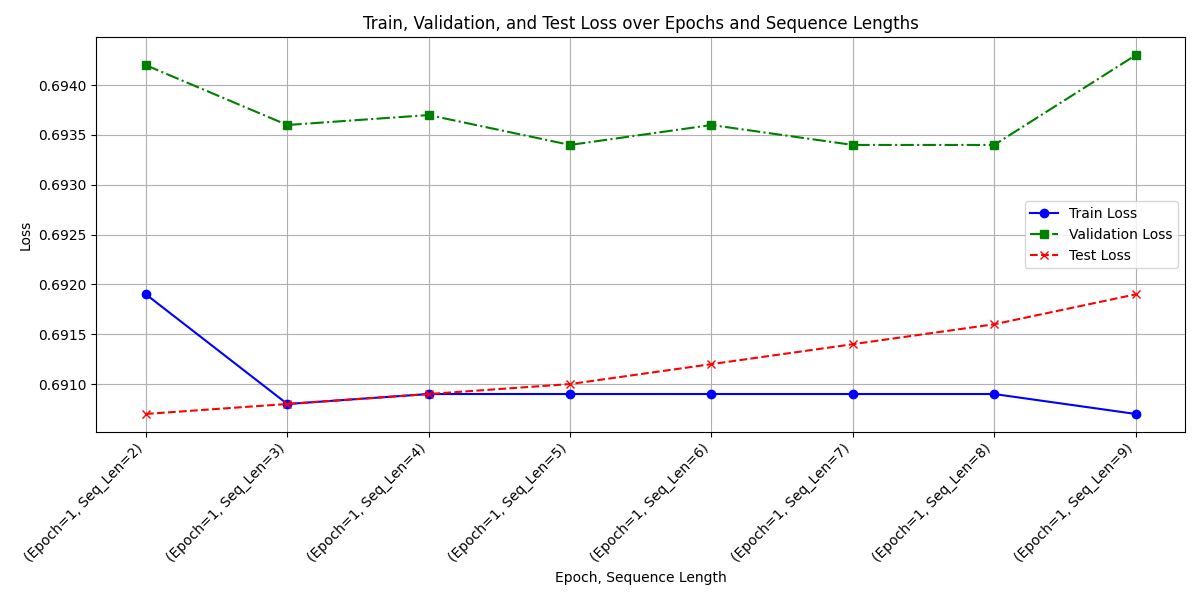 Train, Validation, and Test Loss over Epochs and Sequence Lengths
0.6940
0.6935
0.6930
0.6925
0.6920
0.6915
0.6910
Loss
Train Loss
Validation Loss
Test Loss
(Epoch=1, Seq_Len=2)
(Epoch=1, Seq_Len=3)
(Epoch=1, Seq_Len=4)
(Epoch=1, Seq_Len=5)
(Epoch=1, Seq_Len=6)
(Epoch=1, Seq_Len=7)
(Epoch=1, Seq_Len=8)
(Epoch=1, Seq_Len=9)
Epoch, Sequence Length